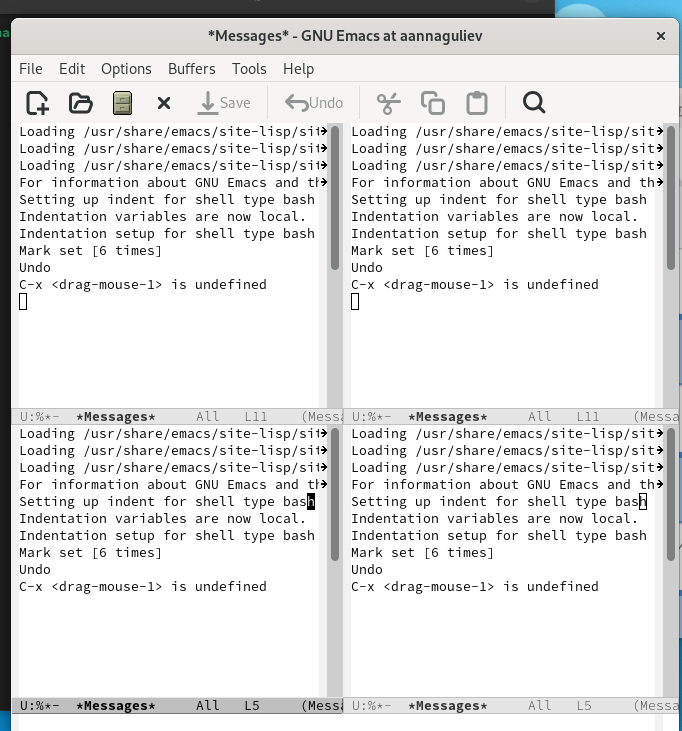 *Messages* - GNU Emacs at aannaguliev
File Edit Options Buffers Tools Help
Save Undo
Loading /usr/share/emacs/site-lisp/sit
Loading /usr/share/emacs/site-lisp/sit
Loading /usr/share/emacs/site-lisp/sit
For information about GNU Emacs and th
Setting up indent for shell type bash
Indentation variables are now local.
Indentation setup for shell type bash
Mark set [6 times]
Undo
C-x <drag-mouse-1> is undefined
U:%*- *Messages* All L11 (Messa
Loading /usr/share/emacs/site-lisp/sit
Loading /usr/share/emacs/site-lisp/sit
Loading /usr/share/emacs/site-lisp/sit
For information about GNU Emacs and th
Setting up indent for shell type bash
Indentation variables are now local.
Indentation setup for shell type bash
Mark set [6 times]
Undo
C-x <drag-mouse-1> is undefined
U:%*- *Messages* All L11 (Messa
Loading /usr/share/emacs/site-lisp/sit
Loading /usr/share/emacs/site-lisp/sit
Loading /usr/share/emacs/site-lisp/sit
For information about GNU Emacs and th
Setting up indent for shell type bash
Indentation variables are now local.
Indentation setup for shell type bash
Mark set [6 times]
Undo
C-x <drag-mouse-1> is undefined
U:%*- *Messages* All L5 (Messa
Loading /usr/share/emacs/site-lisp/sit
Loading /usr/share/emacs/site-lisp/sit
Loading /usr/share/emacs/site-lisp/sit
For information about GNU Emacs and th
Setting up indent for shell type bash
Indentation variables are now local.
Indentation setup for shell type bash
Mark set [6 times]
Undo
C-x <drag-mouse-1> is undefined
U:%*- *Messages* All L5 (Messa